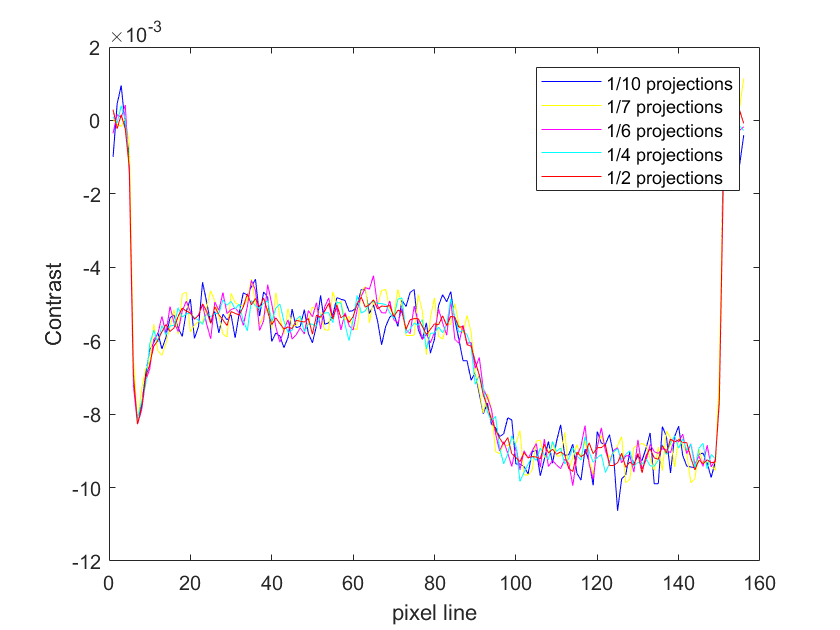 ×10-3
2
0
-2
-4
-6
-8
-10
-12
Contrast
1/10 projections
1/7 projections
1/6 projections
1/4 projections
1/2 projections
0 20 40 60 80 100 120 140 160
pixel line